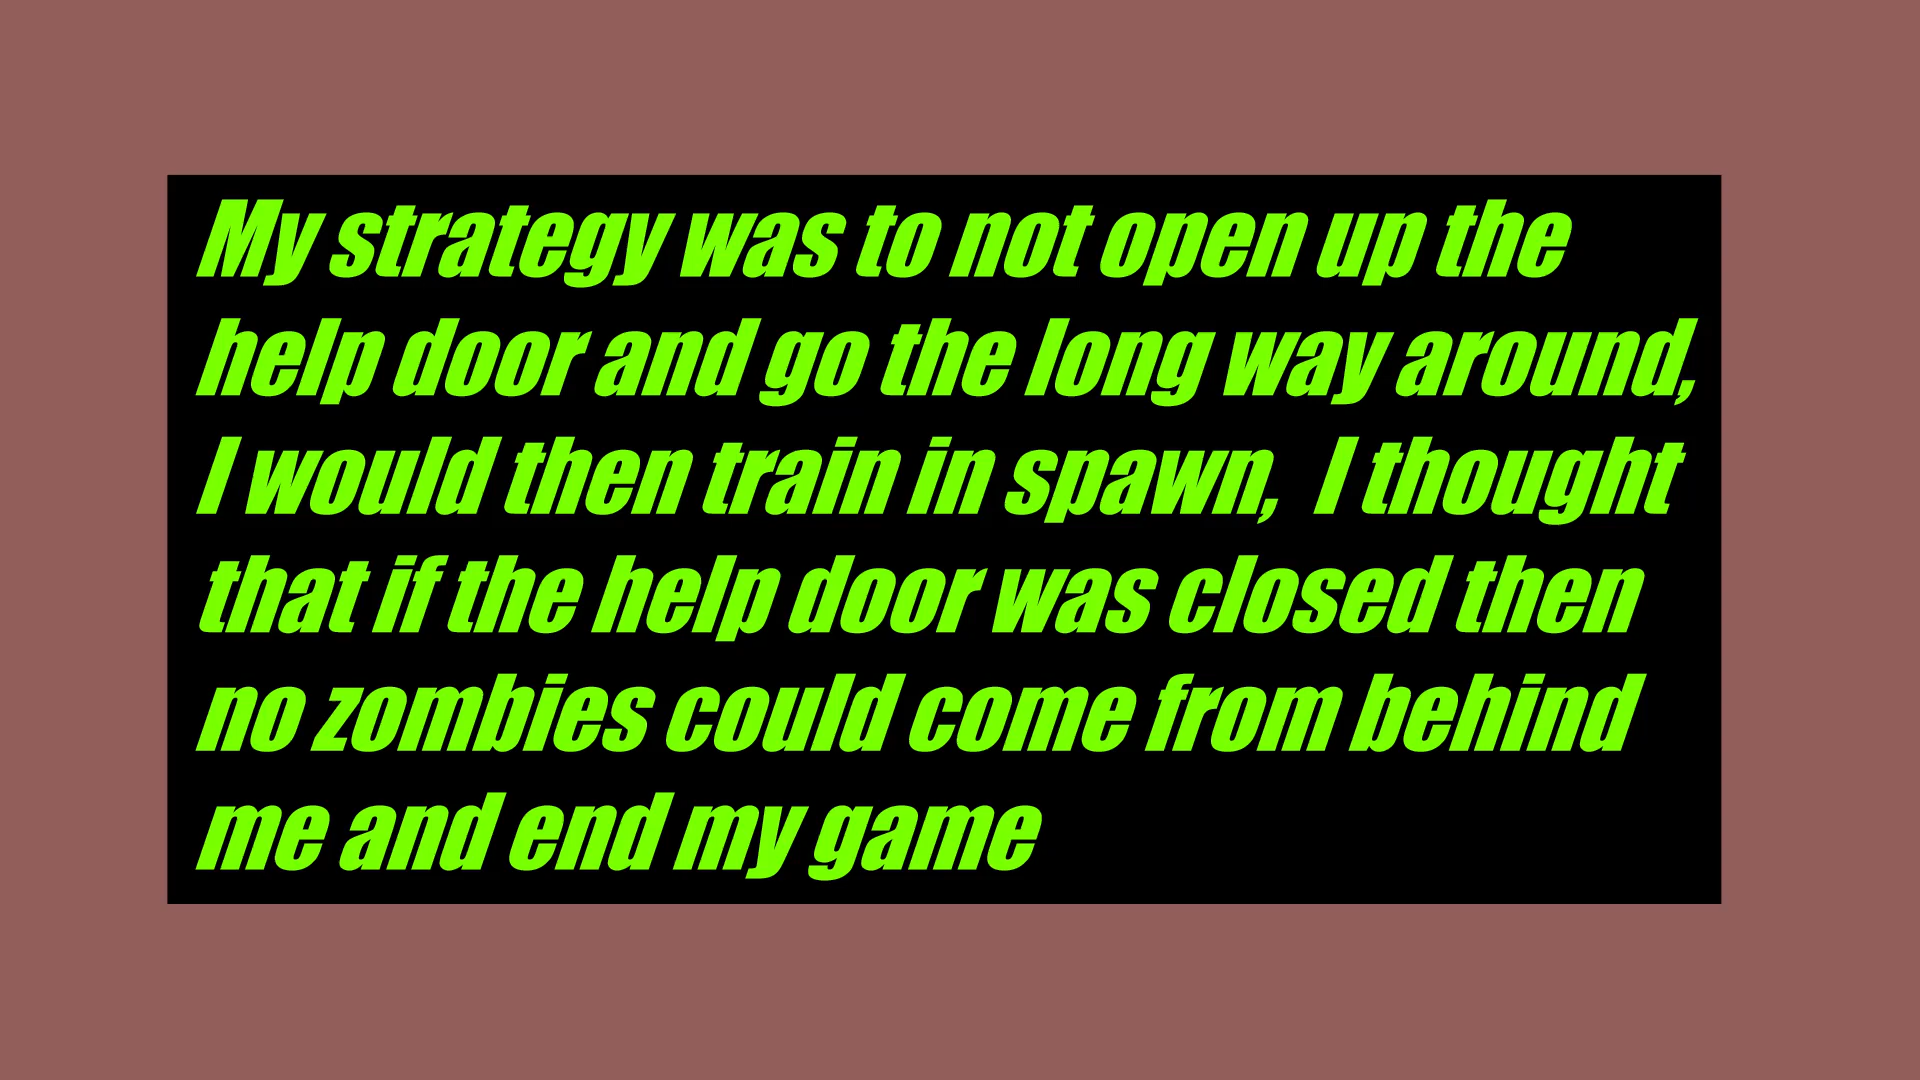 My strategy was to not open up the
help door and go the long way around,
I would then train in spawn,  I thought
that if the help door was closed then
no zombies could come from behind
me and end my game